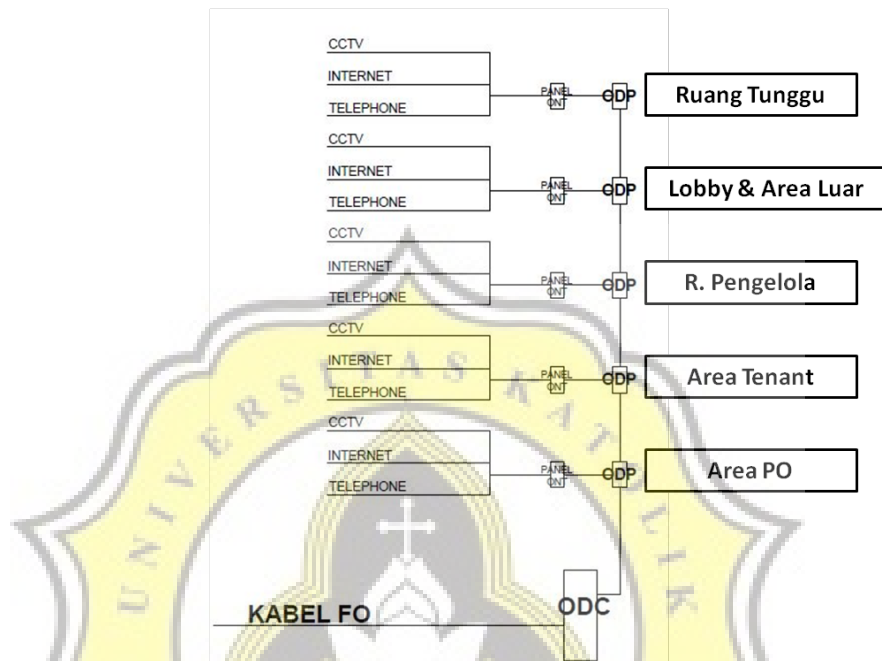 CCTV
INTERNET
TELEPHONE
PANEL
ONT
ODP
Ruang Tunggu
CCTV
INTERNET
TELEPHONE
PANEL
ONT
ODP
Lobby & Area Luar
CCTV
INTERNET
TELEPHONE
PANEL
ONT
ODP
R. Pengelola
CCTV
INTERNET
TELEPHONE
PANEL
ONT
ODP
Area Tenant
CCTV
INTERNET
TELEPHONE
PANEL
ONT
ODP
Area PO
KABEL FO
ODC
UNIVERSITAS KATOLIK